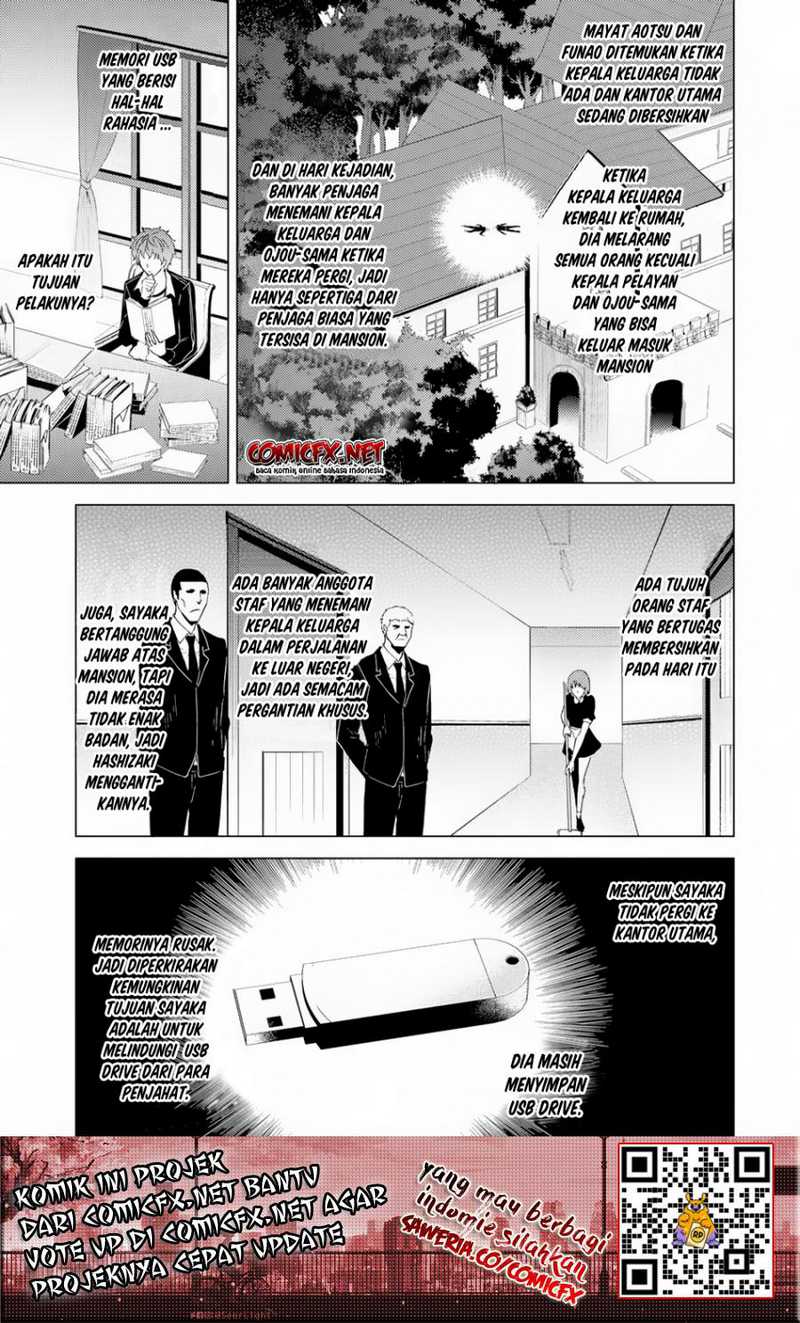 MAYAT AOTSU DAN
FUNAO DITEMUKAN KETIKA
KEPALA KELUARGA TIDAK
ADA DAN KANTOR UTAMA
SEDANG DIBERSIHKAN
KETIKA
KEPALA KELUARGA
KEMBALI KE RUMAH,
DIA MELARANG
SEMUA ORANG KECUALI
KEPALA PELAYAN
DAN OJOU-SAMA
YANG BISA
KELUAR MASUK
MANSION
DAN DI HARI KEJADIAN,
BANYAK PENJAGA
MENEMANI KEPALA
KELUARGA DAN
OJOU-SAMA KETIKA
MEREKA PERGI, JADI
HANYA SEPERTIGA DARI
PENJAGA BIASA YANG
TERSISA DI MANSION.
COMICFX.NET
Baca komik online bahasa indonesia
MEMORI USB
YANG BERISI
HAL-HAL
RAHASIA ...
APAKAH ITU
TUJUAN
PELAKUNYA?
ADA TUJUH
ORANG STAF
YANG BERTUGAS
MEMBERSIHKAN
PADA HARI ITU
ADA BANYAK ANGGOTA
STAF YANG MENEMANI
KEPALA KELUARGA
DALAM PERJALANAN
KE LUAR NEGERI,
JADI ADA SEMACAM
PERGANTIAN KHUSUS.
JUGA, SAYAKA
BERTANGGUNG
JAWAB ATAS
MANSION, TAPI
DIA MERASA
TIDAK ENAK
BADAN, JADI
HASHIZAKI
MENGGANTI-
KANNYA.
MESKIPUN SAYAKA
TIDAK PERGI KE
KANTOR UTAMA,
DIA MASIH
MENYIMPAN
USB DRIVE.
MEMORINYA RUSAK.
JADI DIPERKIRAKAN
KEMUNGKINAN
TUJUAN SAYAKA
ADALAH UNTUK
MELINDUNGI USB
DRIVE DARI PARA
PENJAHAT.
KOMIK INI PROJEK
DARI COMICFX.NET BANTU
VOTE UP DI COMICFX.NET AGAR
PROJEKNYA CEPAT UPDATE
yang mau berbagi
indomie silahkan
SAWERIA.CO/COMICFX
RP